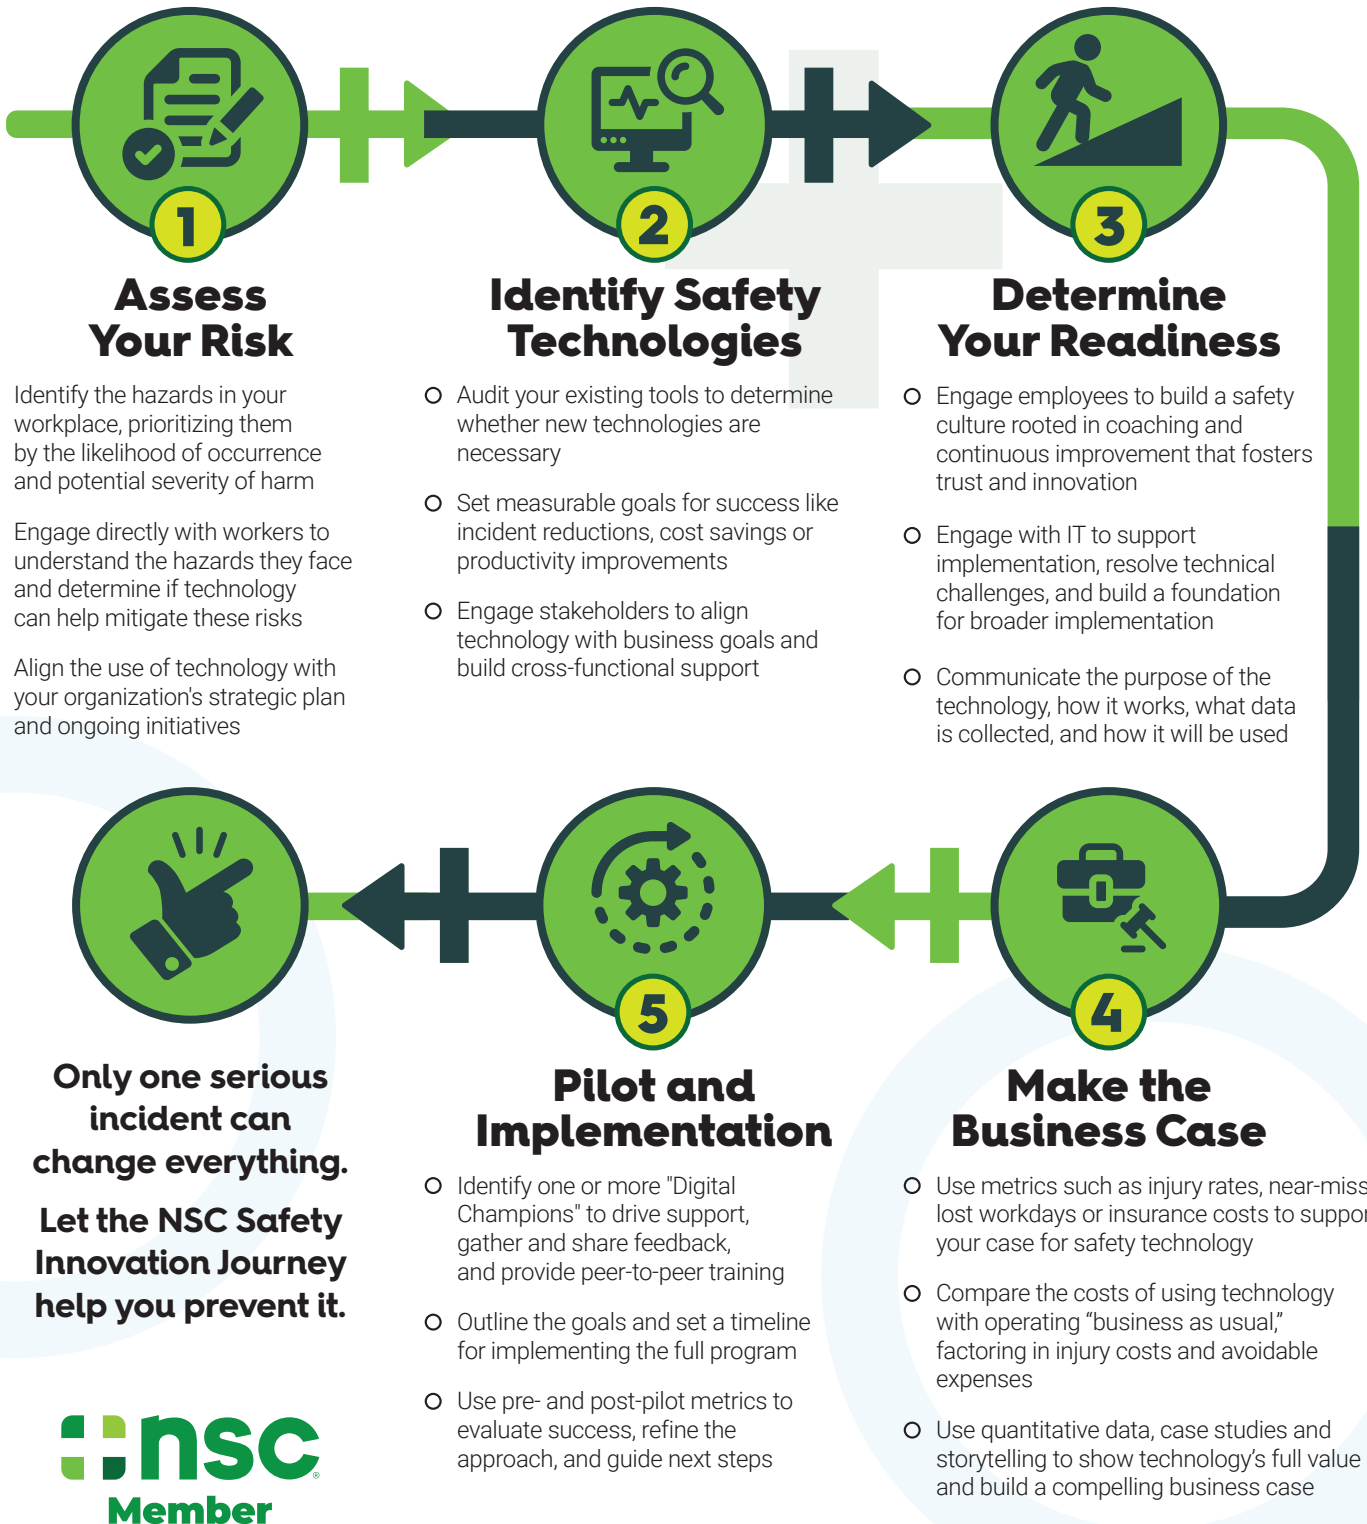 1
Assess
Your Risk
Identify the hazards in your
workplace, prioritizing them
by the likelihood of occurrence
and potential severity of harm
Engage directly with workers to
understand the hazards they face
and determine if technology
can help mitigate these risks
Align the use of technology with
your organization's strategic plan
and ongoing initiatives
2
Identify Safety
Technologies
Audit your existing tools to determine
whether new technologies are
necessary
Set measurable goals for success like
incident reductions, cost savings or
productivity improvements
Engage stakeholders to align
technology with business goals and
build cross-functional support
3
Determine
Your Readiness
Engage employees to build a safety
culture rooted in coaching and
continuous improvement that fosters
trust and innovation
Engage with IT to support
implementation, resolve technical
challenges, and build a foundation
for broader implementation
Communicate the purpose of the
technology, how it works, what data
is collected, and how it will be used
4
Make the
Business Case
Use metrics such as injury rates, near-miss
lost workdays or insurance costs to suppor
your case for safety technology
Compare the costs of using technology
with operating “business as usual,”
factoring in injury costs and avoidable
expenses
Use quantitative data, case studies and
storytelling to show technology’s full value
and build a compelling business case
5
Pilot and
Implementation
Identify one or more "Digital
Champions" to drive support,
gather and share feedback,
and provide peer-to-peer training
Outline the goals and set a timeline
for implementing the full program
Use pre- and post-pilot metrics to
evaluate success, refine the
approach, and guide next steps
Only one serious
incident can
change everything.
Let the NSC Safety
Innovation Journey
help you prevent it.
nsc®
Member